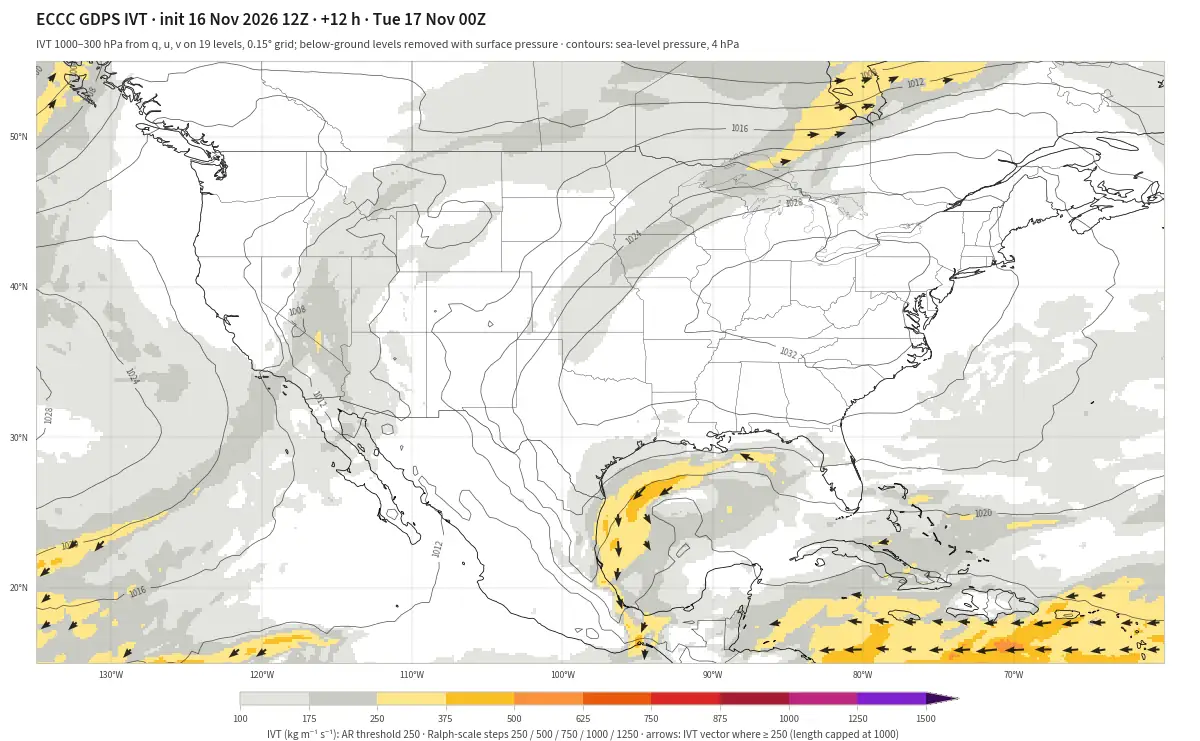 ECCC GDPS IVT · init 16 Nov 2026 12Z · +12 h · Tue 17 Nov 00Z
IVT 1000–300 hPa from q, u, v on 19 levels, 0.15° grid; below-ground levels removed with surface pressure · contours: sea-level pressure, 4 hPa
1012
50°N
1016
1028
1024
40°N
1008
1032
1024
1012
1028
30°N
1020
1012
20°N
1016
130°W 120°W 110°W 100°W 90°W 80°W 70°W
100 175 250 375 500 625 750 875 1000 1250 1500
IVT (kg m⁻¹ s⁻¹): AR threshold 250 · Ralph-scale steps 250 / 500 / 750 / 1000 / 1250 · arrows: IVT vector where ≥ 250 (length capped at 1000)